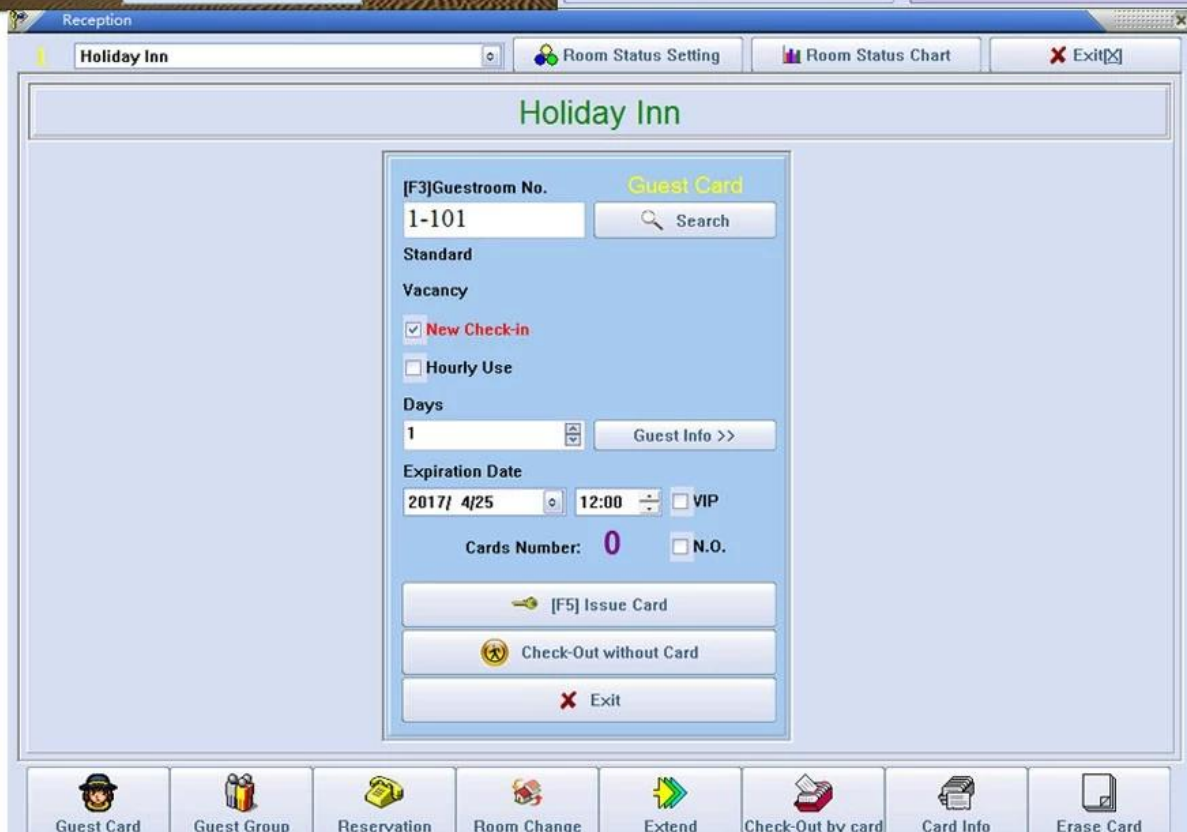 Reception
Holiday Inn Room Status Setting Room Status Chart Exit[X]
Holiday Inn
[F3]Guestroom No. Guest Card
1-101 Search
Standard
Vacancy
New Check-in
Hourly Use
Days
1 Guest Info >>
Expiration Date
2017/ 4/25 12:00 VIP
Cards Number: 0 N.O.
[F5] Issue Card
Check-Out without Card
Exit
Guest Card Guest Group Reservation Room Change Extend Check-Out by card Card Info Erase Card